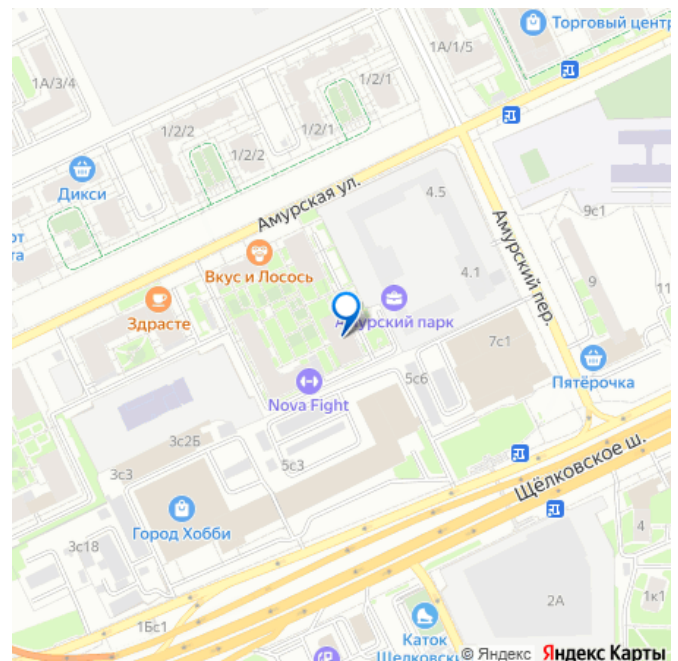 Торговый центр
1А/1/5
1А/3/4
1/2/1
1/2/2
1/2/1
1/2/2
Дикси
4.5
Амурская ул.
9с1
Вкус и Лосось
Амурский пер.
4.1
9
11
Здрасте
Амурский парк
7с1
Nova Fight
5с6
Пятёрочка
3с2Б
5с3
3с3
Щёлковское ш.
Город Хобби
3с18
4
2А
1к1
1Бс1
Каток
© Яндекс Яндекс Карты